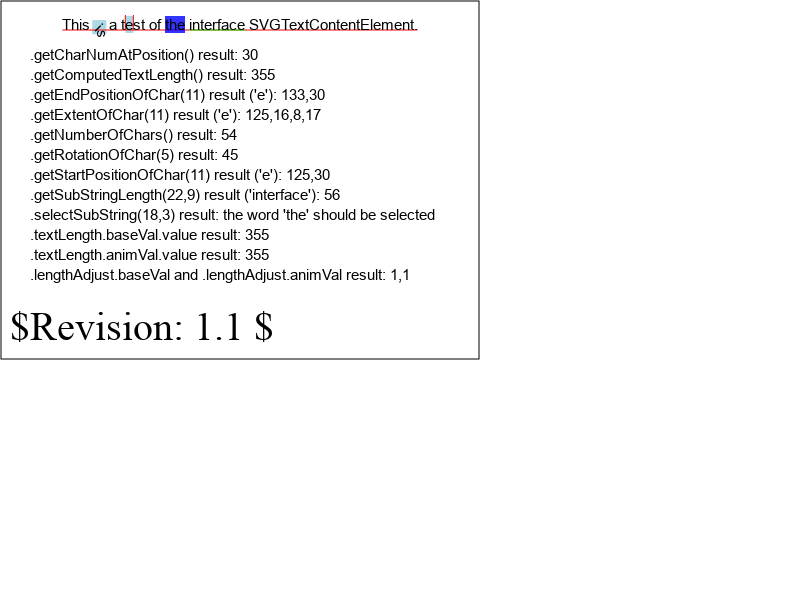 This is a test of the interface SVGTextContentElement.
.getCharNumAtPosition() result: 30
.getComputedTextLength() result: 355
.getEndPositionOfChar(11) result ('e'): 133,30
.getExtentOfChar(11) result ('e'): 125,16,8,17
.getNumberOfChars() result: 54
.getRotationOfChar(5) result: 45
.getStartPositionOfChar(11) result ('e'): 125,30
.getSubStringLength(22,9) result ('interface'): 56
.selectSubString(18,3) result: the word 'the' should be selected
.textLength.baseVal.value result: 355
.textLength.animVal.value result: 355
.lengthAdjust.baseVal and .lengthAdjust.animVal result: 1,1
$Revision: 1.1 $